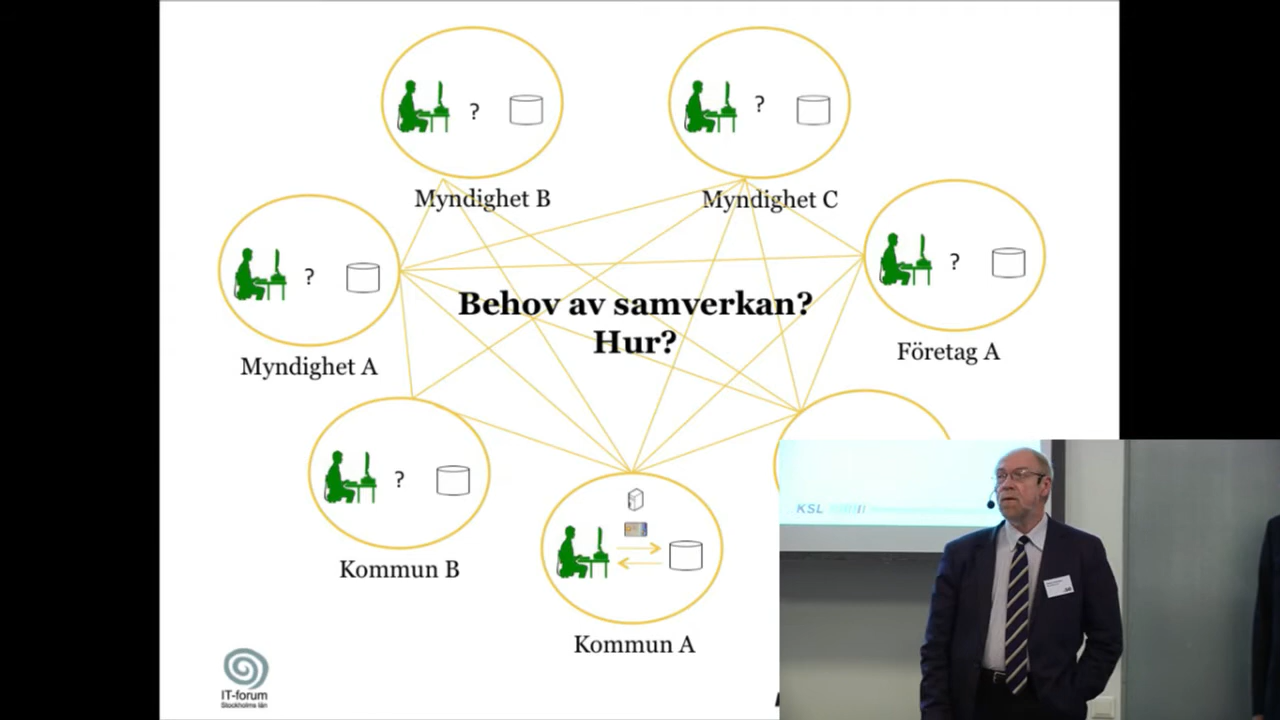 ?
?
Myndighet B
Myndighet C
?
?
Behov av samverkan?
Hur?
Företag A
Myndighet A
?
KSL
Kommun B
Kommun A
IT-forum
Stockholms län